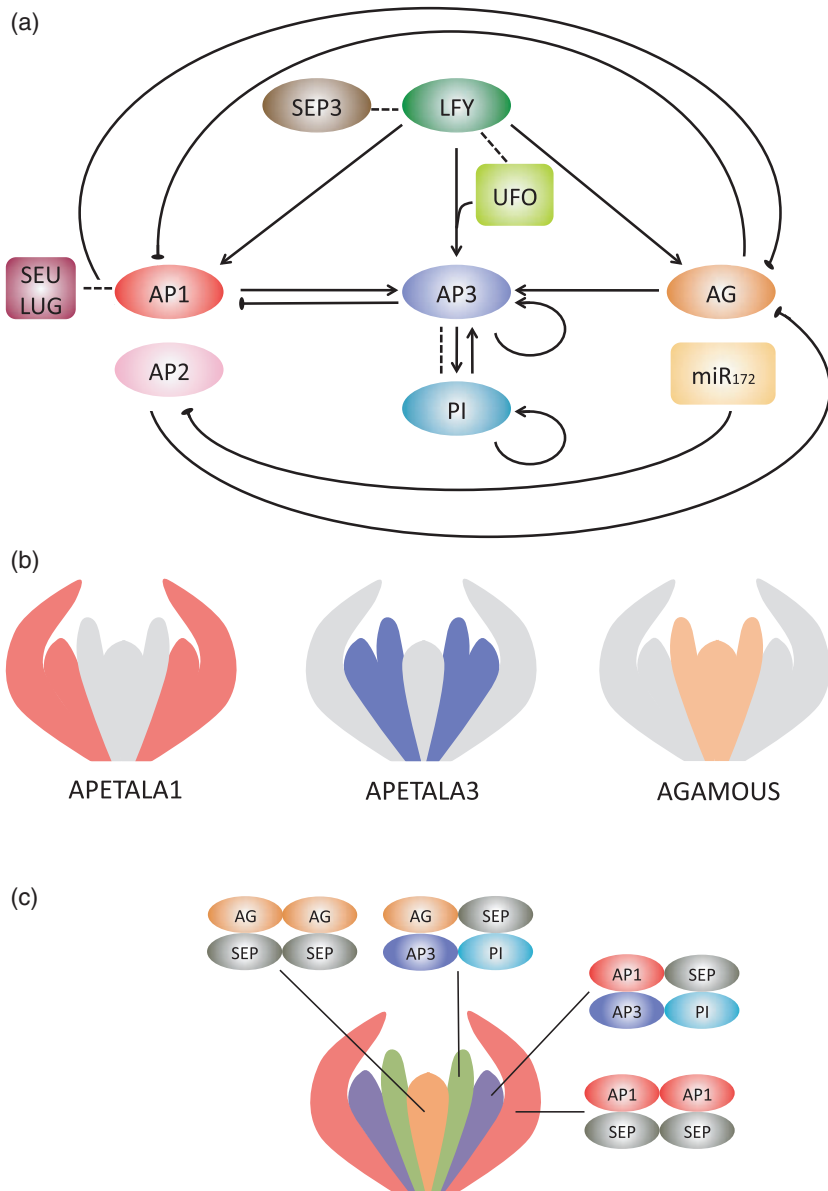 (a)
SEP3
LFY
UFO
SEU
LUG
AP1
AP3
AG
AP2
miR172
PI
(b)
APETALA1
APETALA3
AGAMOUS
(c)
AG AG
SEP SEP
AG SEP
AP3 PI
AP1 SEP
AP3 PI
AP1 AP1
SEP SEP